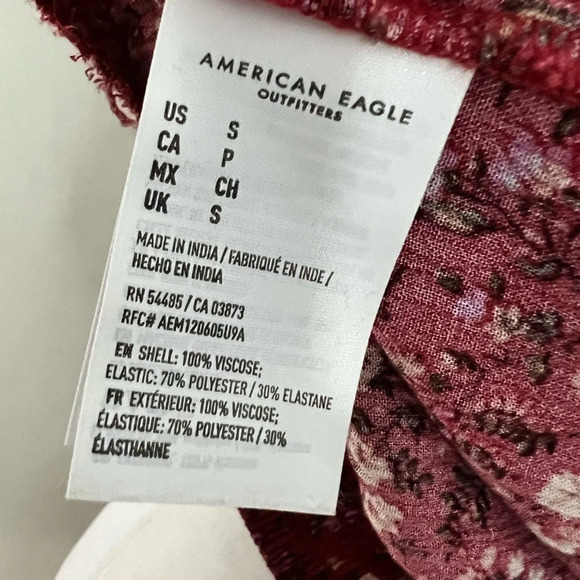 AMERICAN EAGLE
OUTFITTERS
US S
CA P
MX CH
UK S
MADE IN INDIA / FABRIQUÉ EN INDE /
HECHO EN INDIA
RN 54485 / CA 03873
RFC# AEM120605U9A
EN SHELL: 100% VISCOSE;
ELASTIC: 70% POLYESTER / 30% ELASTANE
FR EXTÉRIEUR: 100% VISCOSE;
ÉLASTIQUE: 70% POLYESTER / 30%
ÉLASTHANNE